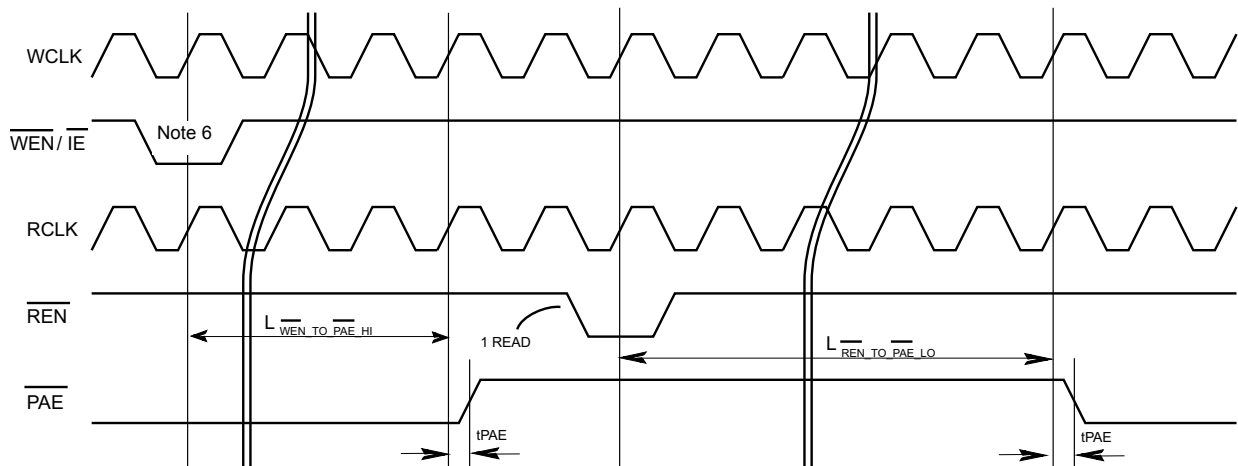 WCLK
WEN / IE
Note 6
RCLK
REN
L WEN_TO_PAE_HI
1 READ
L REN_TO_PAE_LO
PAE
tPAE
tPAE